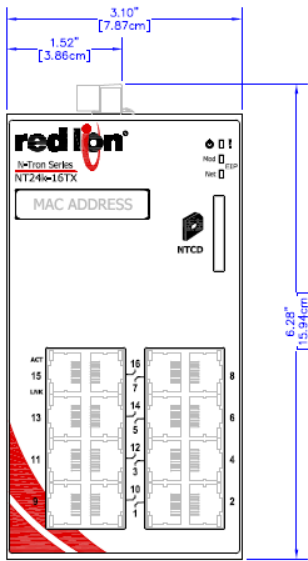 3.10"
[7.87cm]
1.52"
[3.86cm]
red lion®
N-Tron Series
NT24k-16TX
Mod
Net
EIP
MAC ADDRESS
NTCD
6.28"
[15.94cm]
ACT
15
LNK
16
7
8
13
14
5
6
11
12
3
4
9
10
1
2